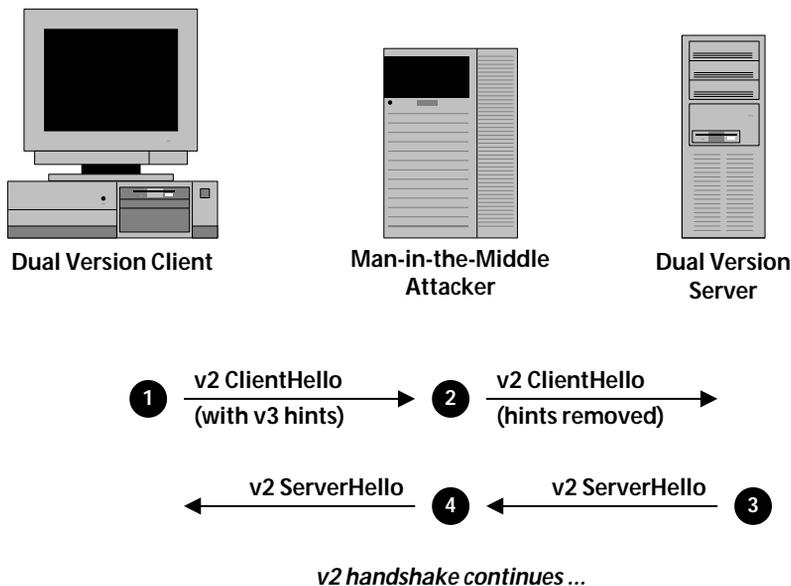 Dual Version Client
Man-in-the-Middle
Attacker
Dual Version
Server
1
v2 ClientHello
(with v3 hints)
2
v2 ClientHello
(hints removed)
v2 ServerHello
4
v2 ServerHello
3
v2 handshake continues ...